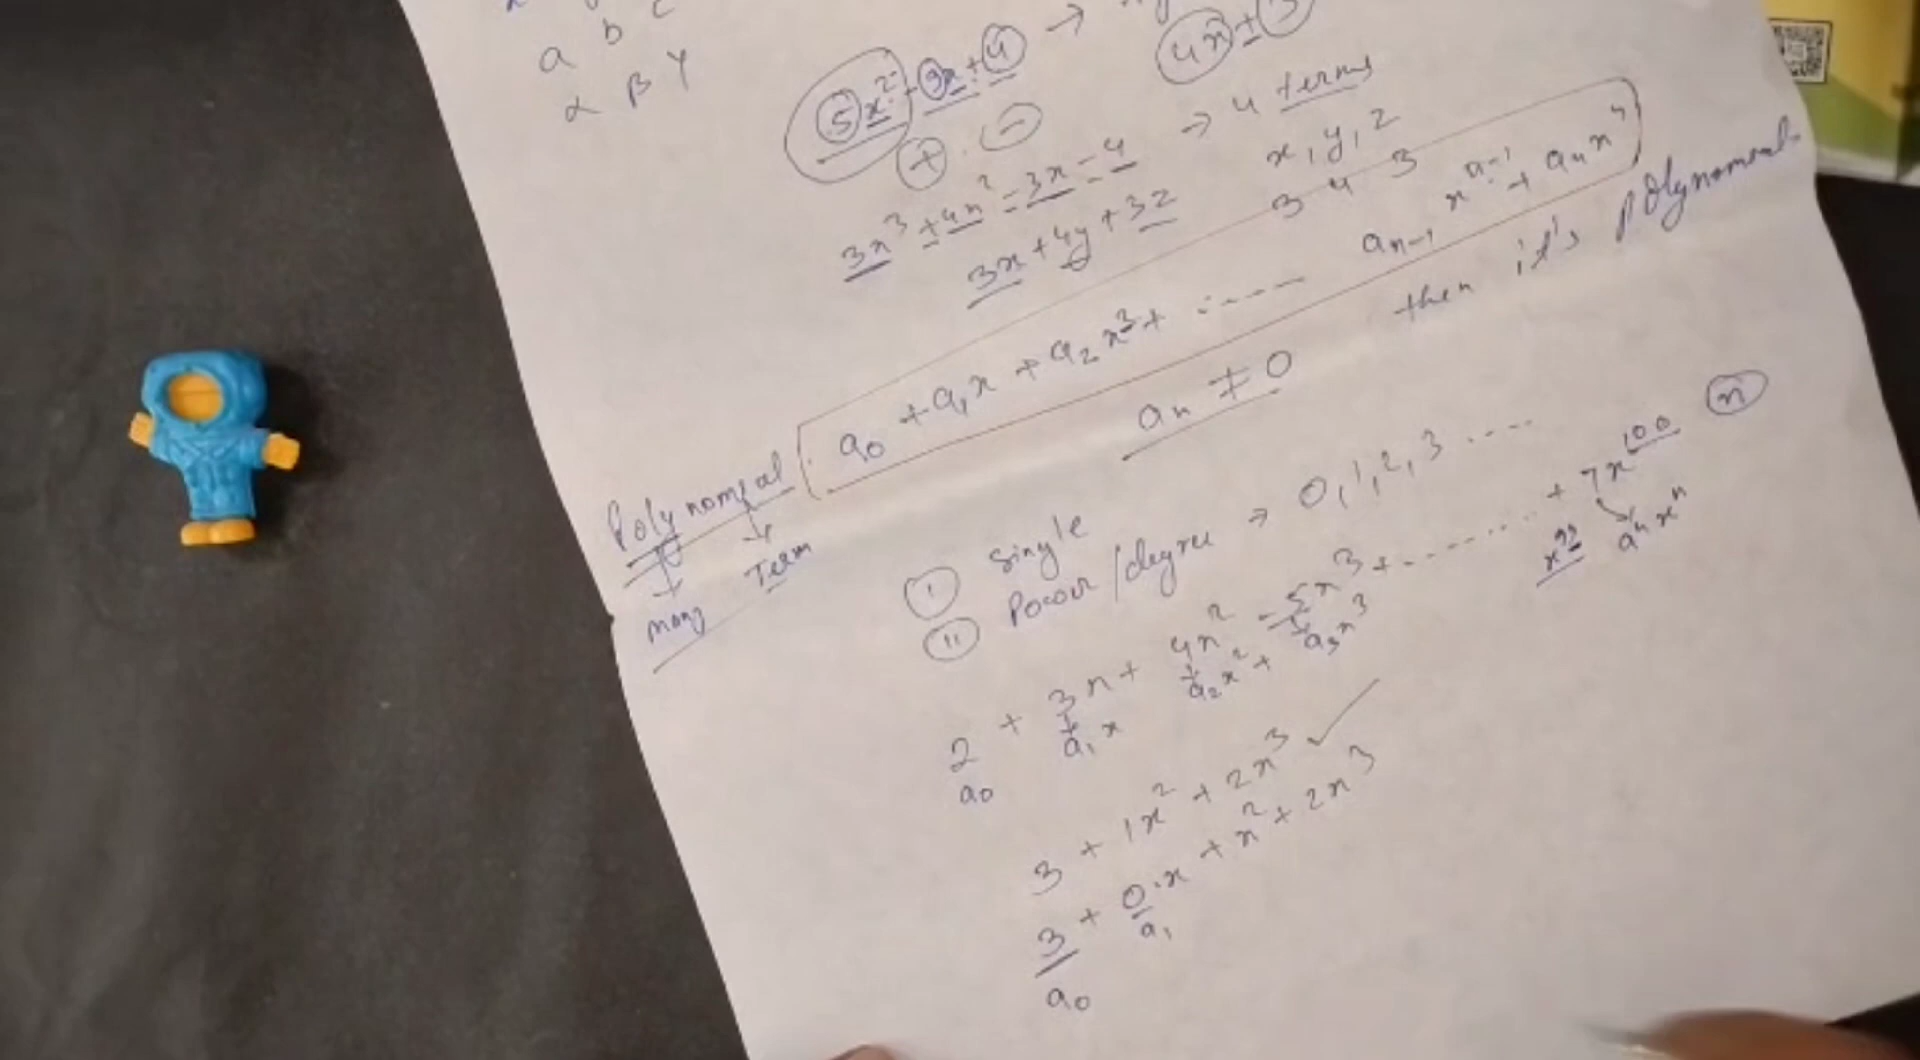 a b c
α β γ
5x² - 9x + 4 →
4x² + 3
+ . -
3x³ + 4x² - 3x - 4 → 4 terms
3x + 4y + 3z x, y, z
3 4 3
Polynomial a₀ + a₁x + a₂x³ + ...... aₙ₋₁ xⁿ⁻¹ + aₙxⁿ
many Term
aₙ ≠ 0 then it's polynomial
(I) Single
(II) Power/degree → 0, 1, 2, 3 ....
2 + 3x + 4x² - 5x³ + ........ + 7x¹⁰⁰ (n)
a₀ a₁x a₂x² + a₃x³ x⁹⁹ aⁿxⁿ
3 + 1x² + 2x³ ✓
3 + 0·x + x² + 2x³
a₀ a₁